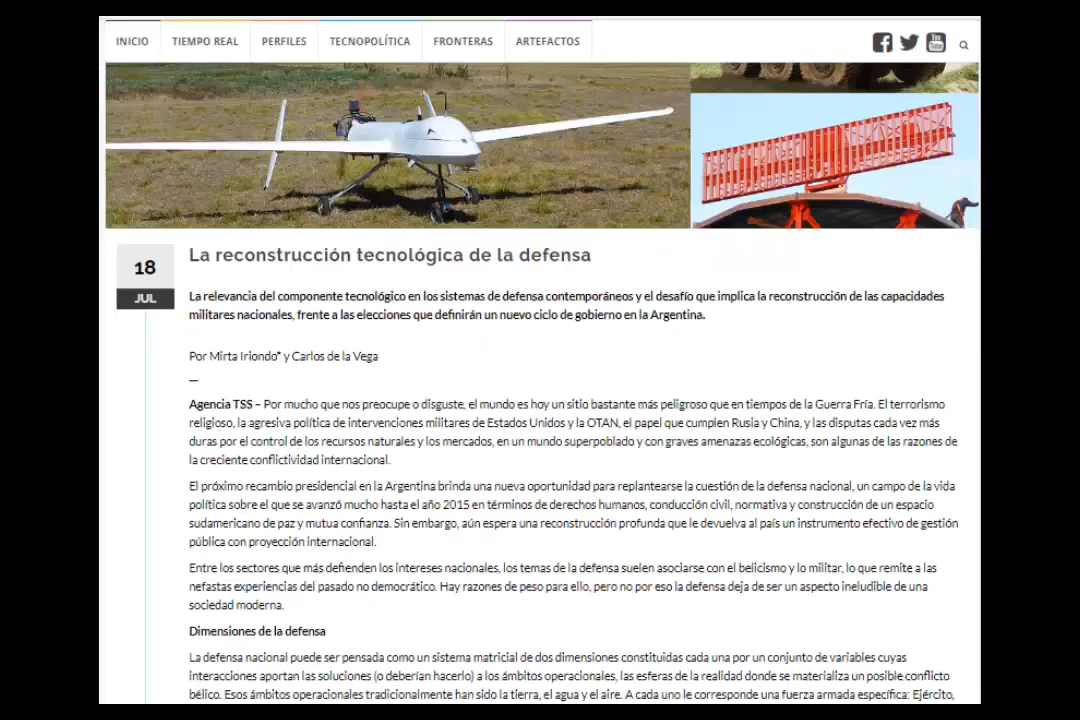 INICIO TIEMPO REAL PERFILES TECNOPOLÍTICA FRONTERAS ARTEFACTOS
You Tube
18
JUL
La reconstrucción tecnológica de la defensa
La relevancia del componente tecnológico en los sistemas de defensa contemporáneos y el desafío que implica la reconstrucción de las capacidades
militares nacionales, frente a las elecciones que definirán un nuevo ciclo de gobierno en la Argentina.
Por Mirta Iriondo* y Carlos de la Vega
—
Agencia TSS – Por mucho que nos preocupe o disguste, el mundo es hoy un sitio bastante más peligroso que en tiempos de la Guerra Fría. El terrorismo
religioso, la agresiva política de intervenciones militares de Estados Unidos y la OTAN, el papel que cumplen Rusia y China, y las disputas cada vez más
duras por el control de los recursos naturales y los mercados, en un mundo superpoblado y con graves amenazas ecológicas, son algunas de las razones de
la creciente conflictividad internacional.
El próximo recambio presidencial en la Argentina brinda una nueva oportunidad para replantearse la cuestión de la defensa nacional, un campo de la vida
política sobre el que se avanzó mucho hasta el año 2015 en términos de derechos humanos, conducción civil, normativa y construcción de un espacio
sudamericano de paz y mutua confianza. Sin embargo, aún espera una reconstrucción profunda que le devuelva al país un instrumento efectivo de gestión
pública con proyección internacional.
Entre los sectores que más defienden los intereses nacionales, los temas de la defensa suelen asociarse con el belicismo y lo militar, lo que remite a las
nefastas experiencias del pasado no democrático. Hay razones de peso para ello, pero no por eso la defensa deja de ser un aspecto ineludible de una
sociedad moderna.
Dimensiones de la defensa
La defensa nacional puede ser pensada como un sistema matricial de dos dimensiones constituidas cada una por un conjunto de variables cuyas
interacciones aportan las soluciones (o deberían hacerlo) a los ámbitos operacionales, las esferas de la realidad donde se materializa un posible conflicto
bélico. Esos ámbitos operacionales tradicionalmente han sido la tierra, el agua y el aire. A cada uno le corresponde una fuerza armada específica: Ejército,